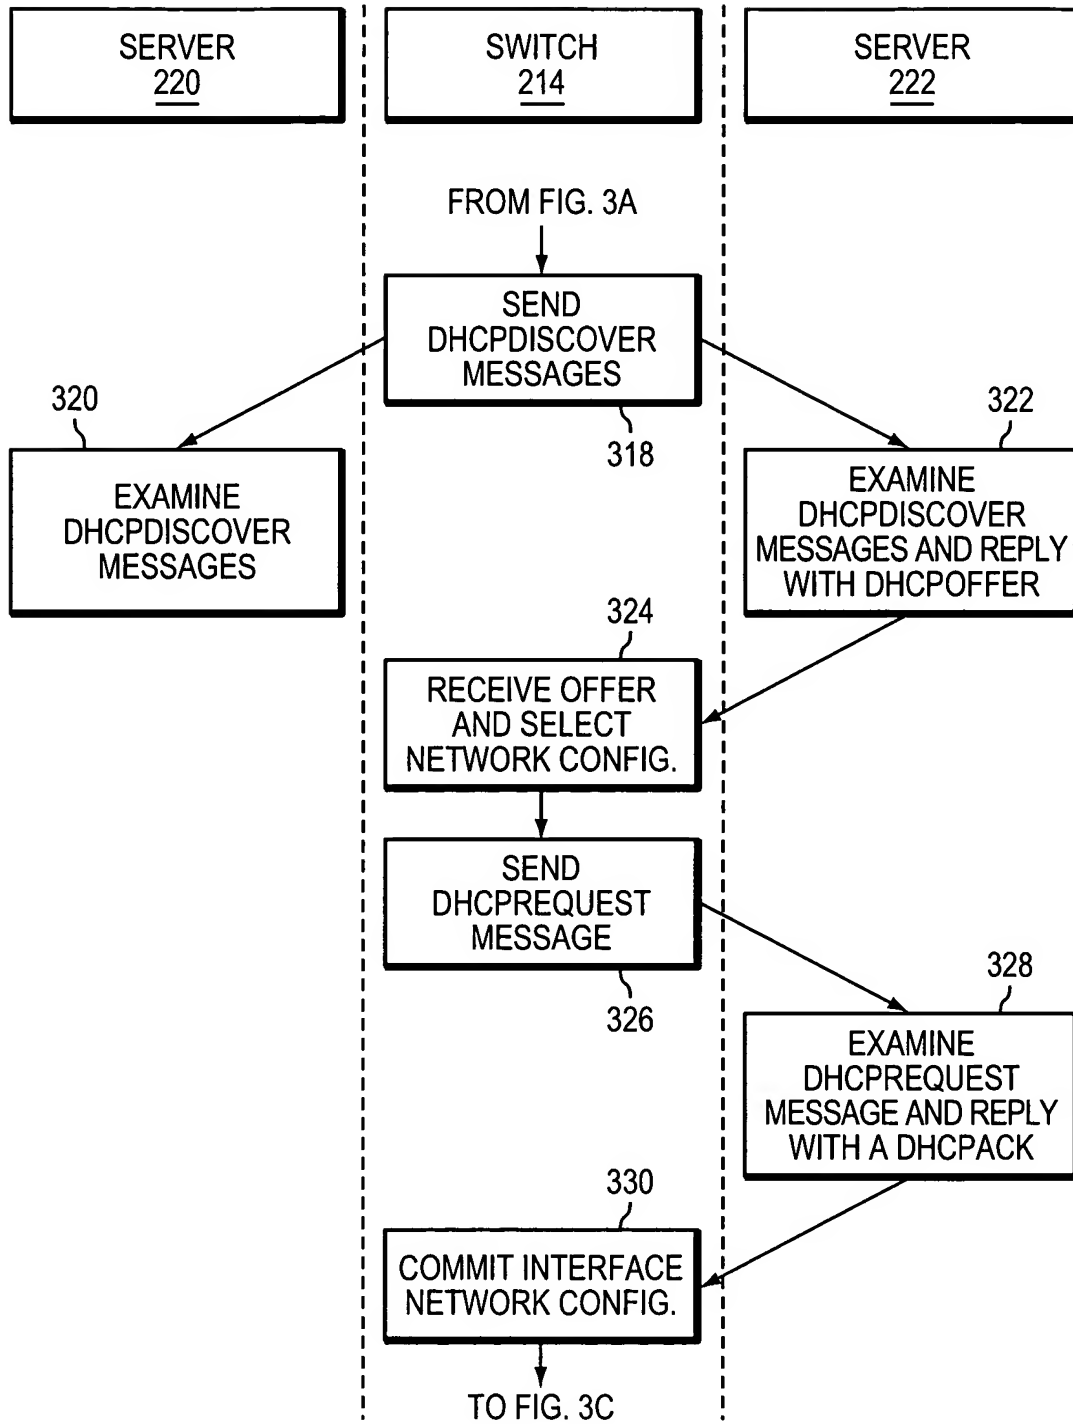 SERVER
220
SWITCH
214
SERVER
222
FROM FIG. 3A
SEND
DHCPDISCOVER
MESSAGES
318
320
EXAMINE
DHCPDISCOVER
MESSAGES
322
EXAMINE
DHCPDISCOVER
MESSAGES AND REPLY
WITH DHCPOFFER
324
RECEIVE OFFER
AND SELECT
NETWORK CONFIG.
SEND
DHCPREQUEST
MESSAGE
326
328
EXAMINE
DHCPREQUEST
MESSAGE AND REPLY
WITH A DHCPACK
330
COMMIT INTERFACE
NETWORK CONFIG.
TO FIG. 3C